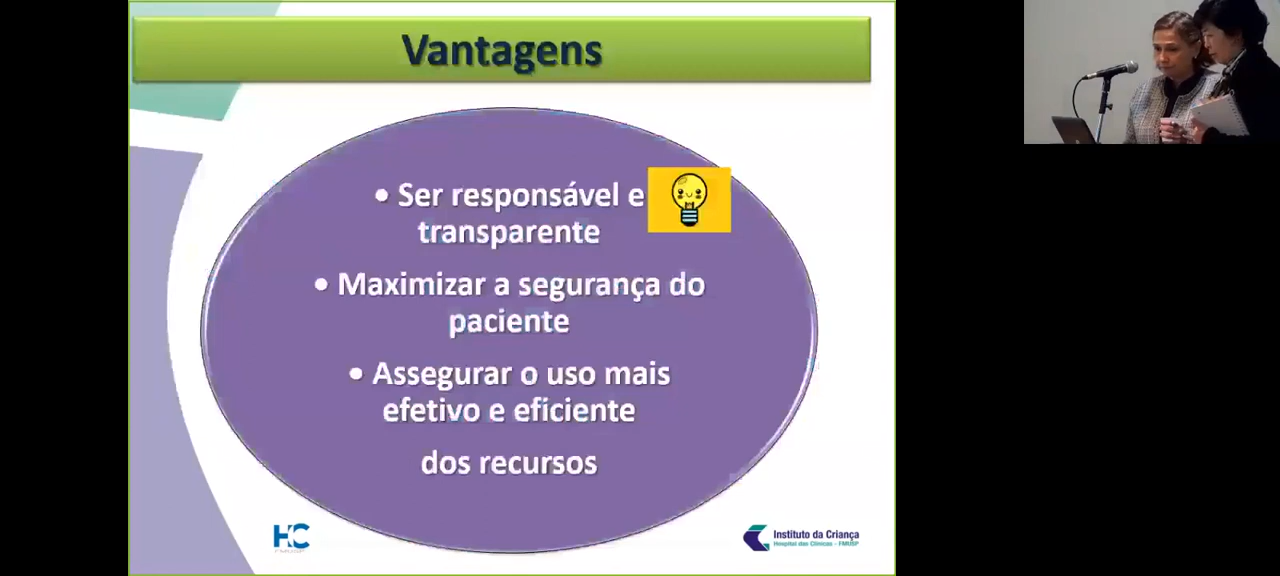 Vantagens
• Ser responsável e
transparente
• Maximizar a segurança do
paciente
• Assegurar o uso mais
efetivo e eficiente
dos recursos
HC
FMUSP
Instituto da Criança
Hospital das Clínicas - FMUSP